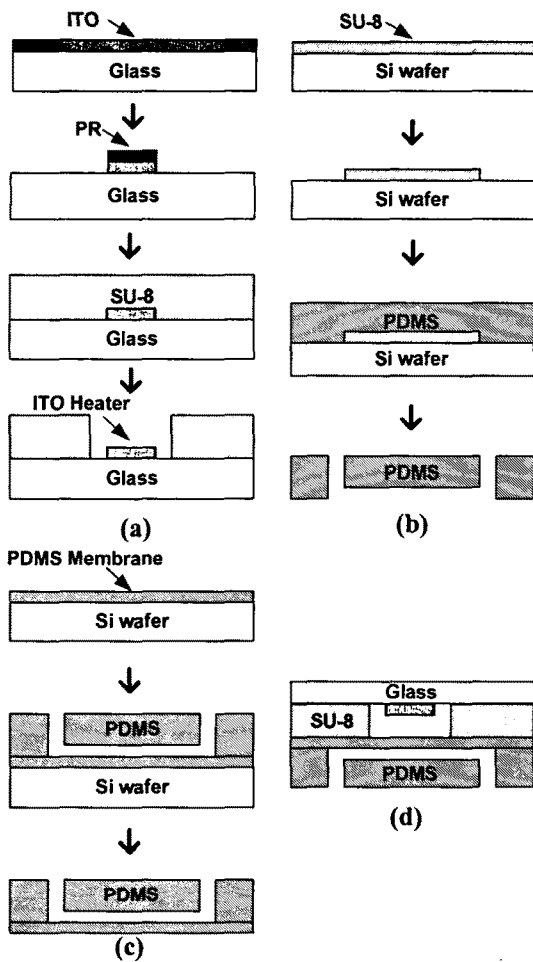 ITO
Glass
PR
Glass
SU-8
Glass
ITO Heater
Glass
(a)
SU-8
Si wafer
Si wafer
PDMS
Si wafer
PDMS
(b)
PDMS Membrane
Si wafer
PDMS
Si wafer
PDMS
(c)
Glass
SU-8
PDMS
(d)